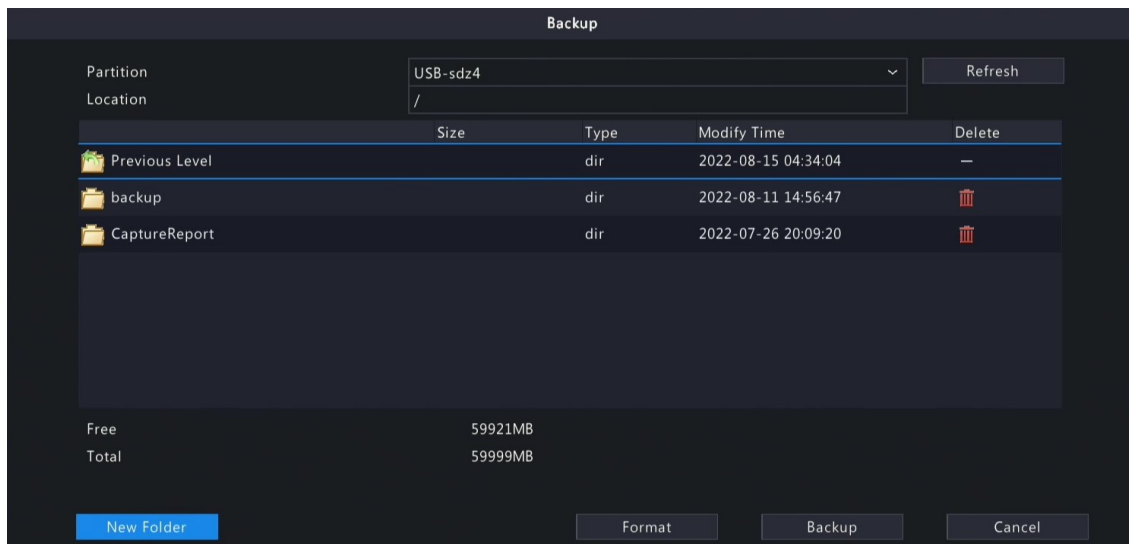 Backup
Partition USB-sdz4 Refresh
Location /
Size Type Modify Time Delete
Previous Level dir 2022-08-15 04:34:04 —
backup dir 2022-08-11 14:56:47
CaptureReport dir 2022-07-26 20:09:20
Free 59921MB
Total 59999MB
New Folder Format Backup Cancel